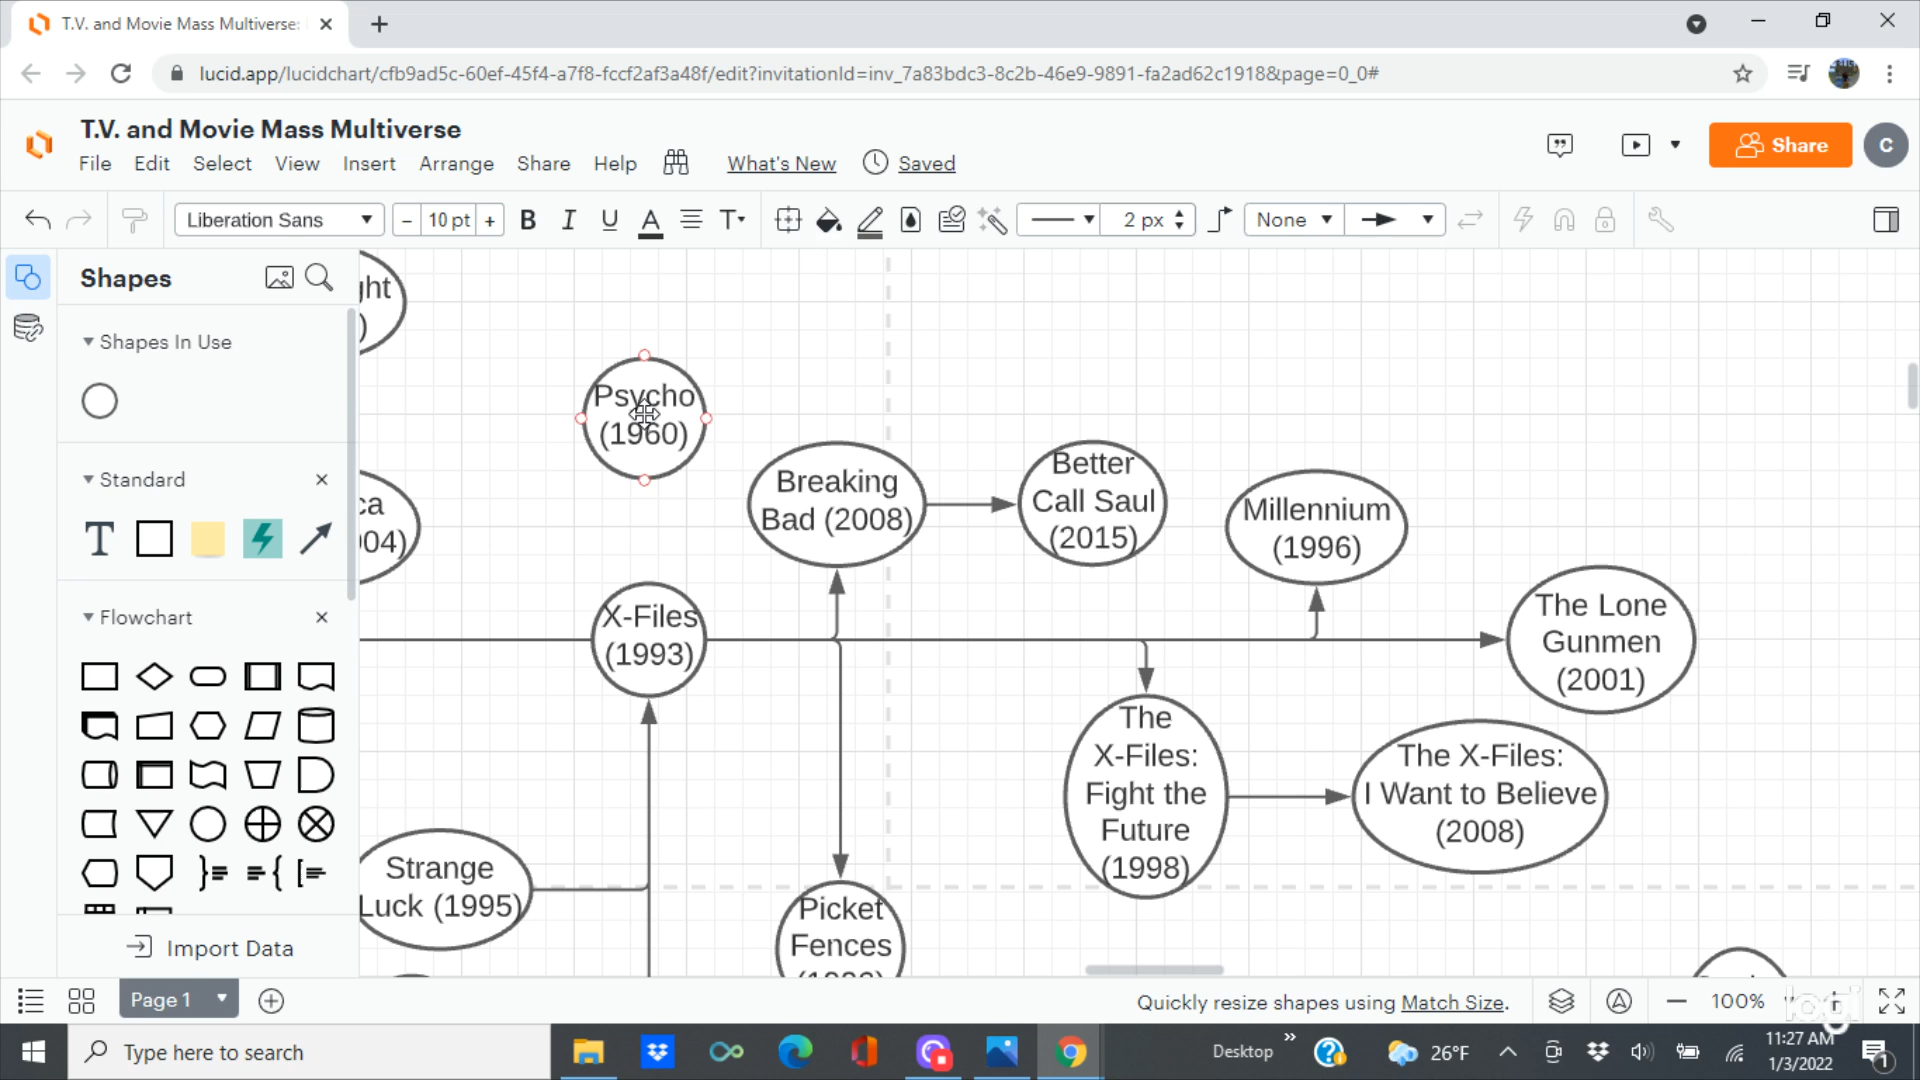 T.V. and Movie Mass Multiverse:
lucid.app/lucidchart/cfb9ad5c-60ef-45f4-a7f8-fccf2af3a48f/edit?invitationId=inv_7a83bdc3-8c2b-46e9-9891-fa2ad62c1918&page=0_0#
T.V. and Movie Mass Multiverse
File Edit Select View Insert Arrange Share Help What's New Saved
Share
C
Liberation Sans
− 10 pt +
B I U A T
2 px
None
Shapes
Shapes In Use
Standard
T
Flowchart
Import Data
ght
)
Psycho
(1960)
ca
04)
Breaking
Bad (2008)
Better
Call Saul
(2015)
Millennium
(1996)
X-Files
(1993)
The Lone
Gunmen
(2001)
The
X-Files:
Fight the
Future
(1998)
The X-Files:
I Want to Believe
(2008)
Strange
Luck (1995)
Picket
Fences
Page 1
Quickly resize shapes using Match Size.
100%
logi
Type here to search
Desktop
26°F
11:27 AM
1/3/2022
1